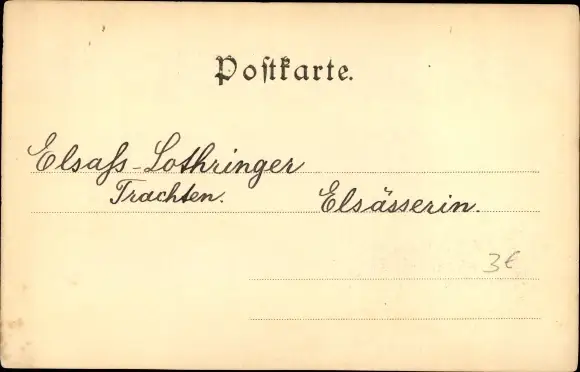 Postkarte.
Elsaß-Lothringer
Trachten. Elsässerin.
3€